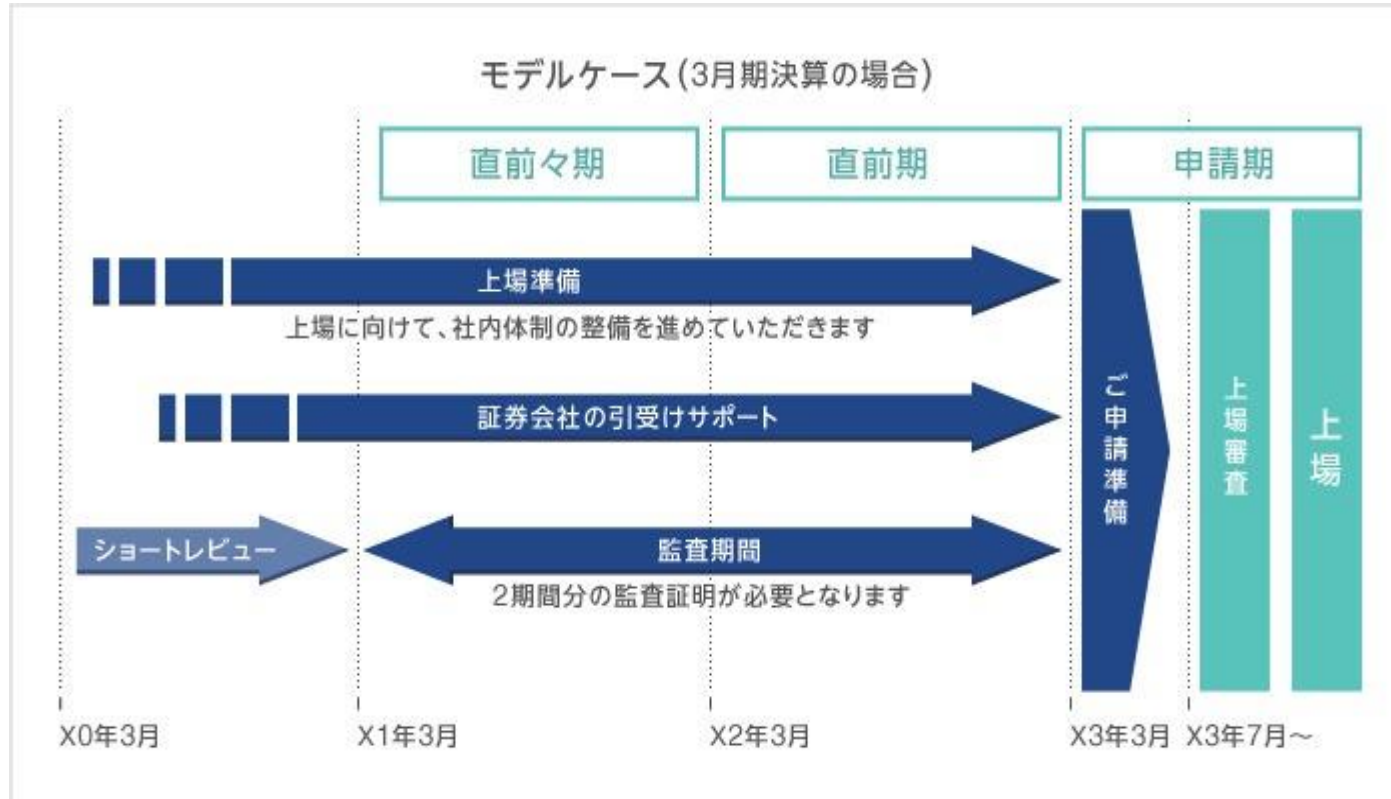 モデルケース(3月期決算の場合)
直前々期
直前期
申請期
上場準備
上場に向けて、社内体制の整備を進めていただきます
証券会社の引受けサポート
ショートレビュー
監査期間
2期間分の監査証明が必要となります
ご申請準備
上場審査
上場
X0年3月
X1年3月
X2年3月
X3年3月
X3年7月～